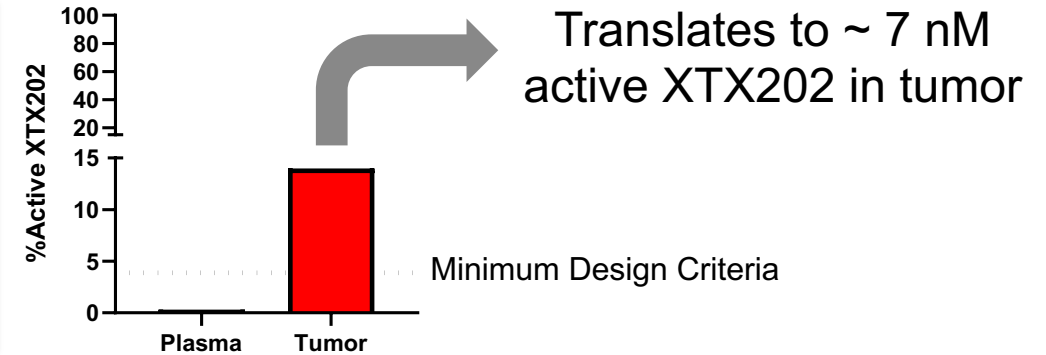 Translates to ~ 7 nM
active XTX202 in tumor
%Active XTX202
100
80
60
40
20
15
10
5
0
Minimum Design Criteria
Plasma
Tumor